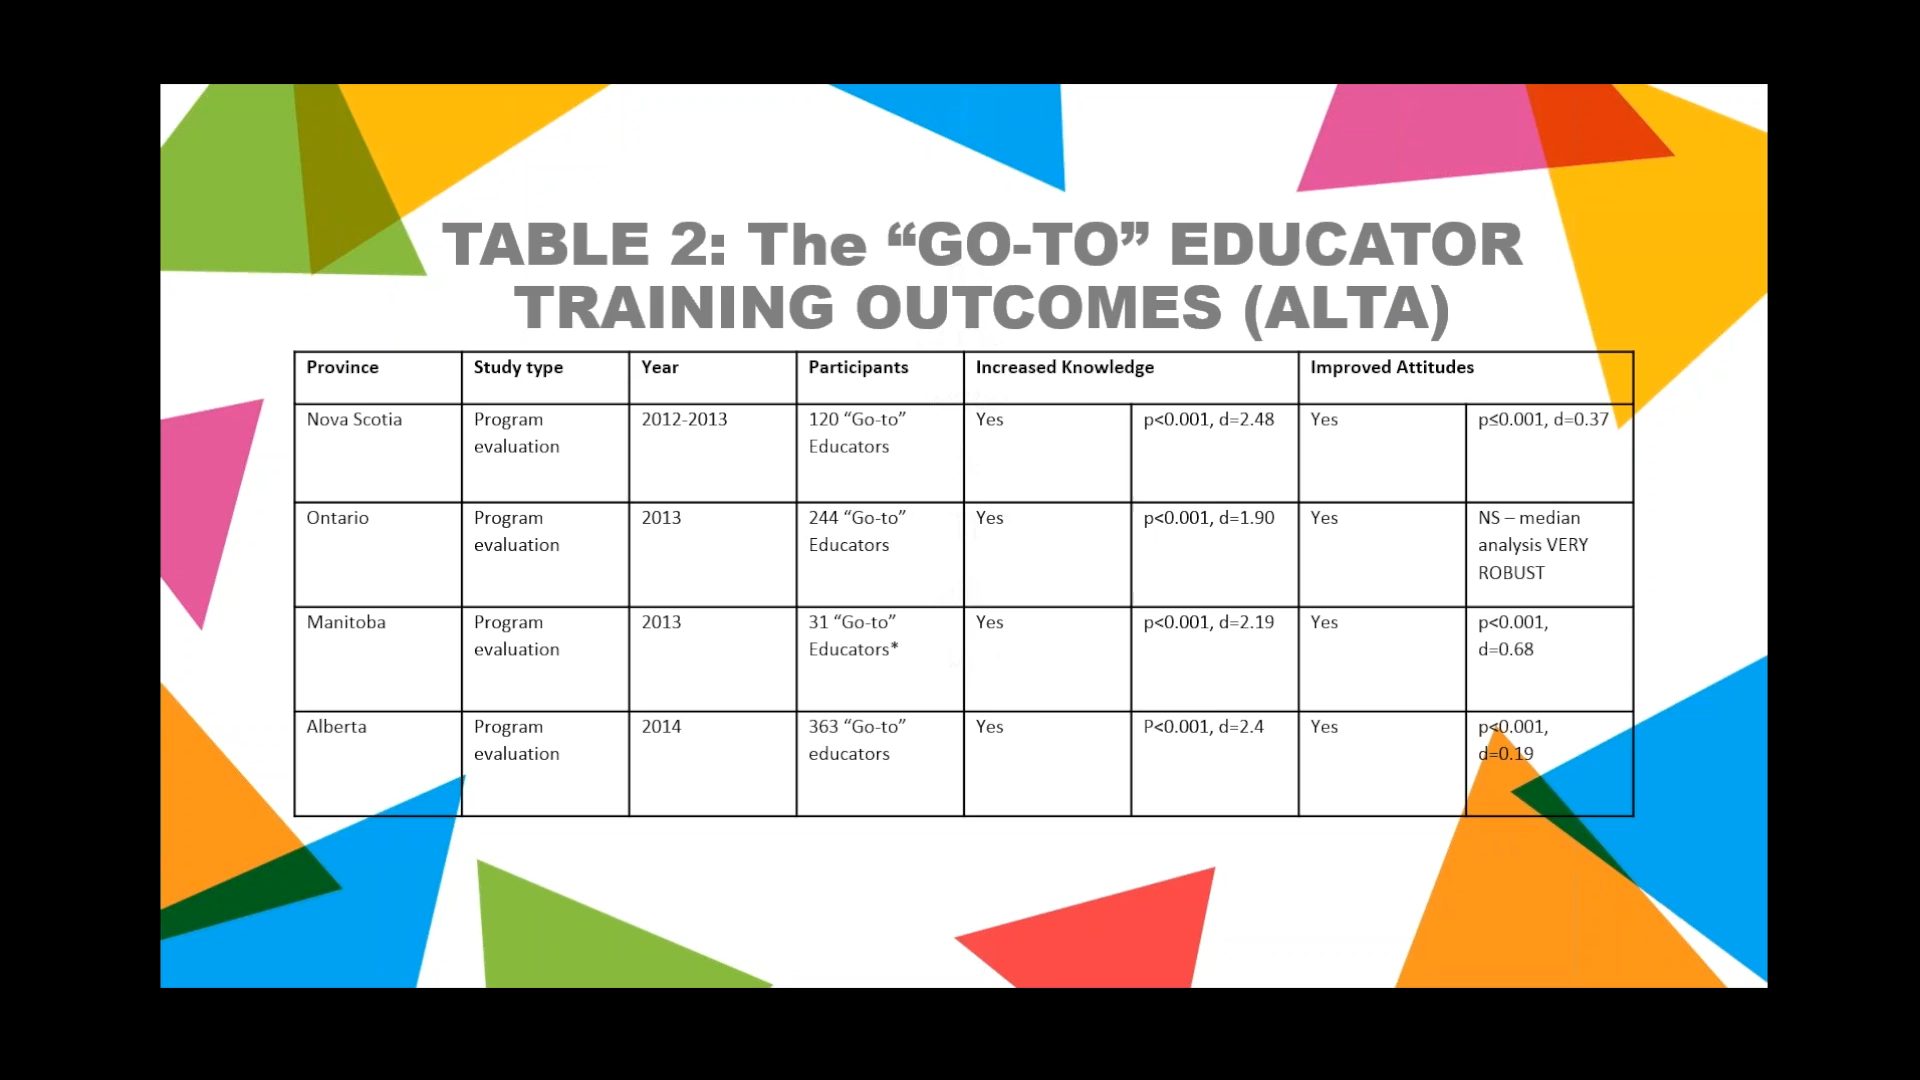 TABLE 2: The “GO-TO” EDUCATOR
TRAINING OUTCOMES (ALTA)
Province Study type Year Participants Increased Knowledge Improved Attitudes
Nova Scotia Program 2012-2013 120 “Go-to” Yes p<0.001, d=2.48 Yes p≤0.001, d=0.37
evaluation Educators
Ontario Program 2013 244 “Go-to” Yes p<0.001, d=1.90 Yes NS – median
evaluation Educators analysis VERY
ROBUST
Manitoba Program 2013 31 “Go-to” Yes p<0.001, d=2.19 Yes p<0.001,
evaluation Educators* d=0.68
Alberta Program 2014 363 “Go-to” Yes P<0.001, d=2.4 Yes p<0.001,
evaluation educators d=0.19